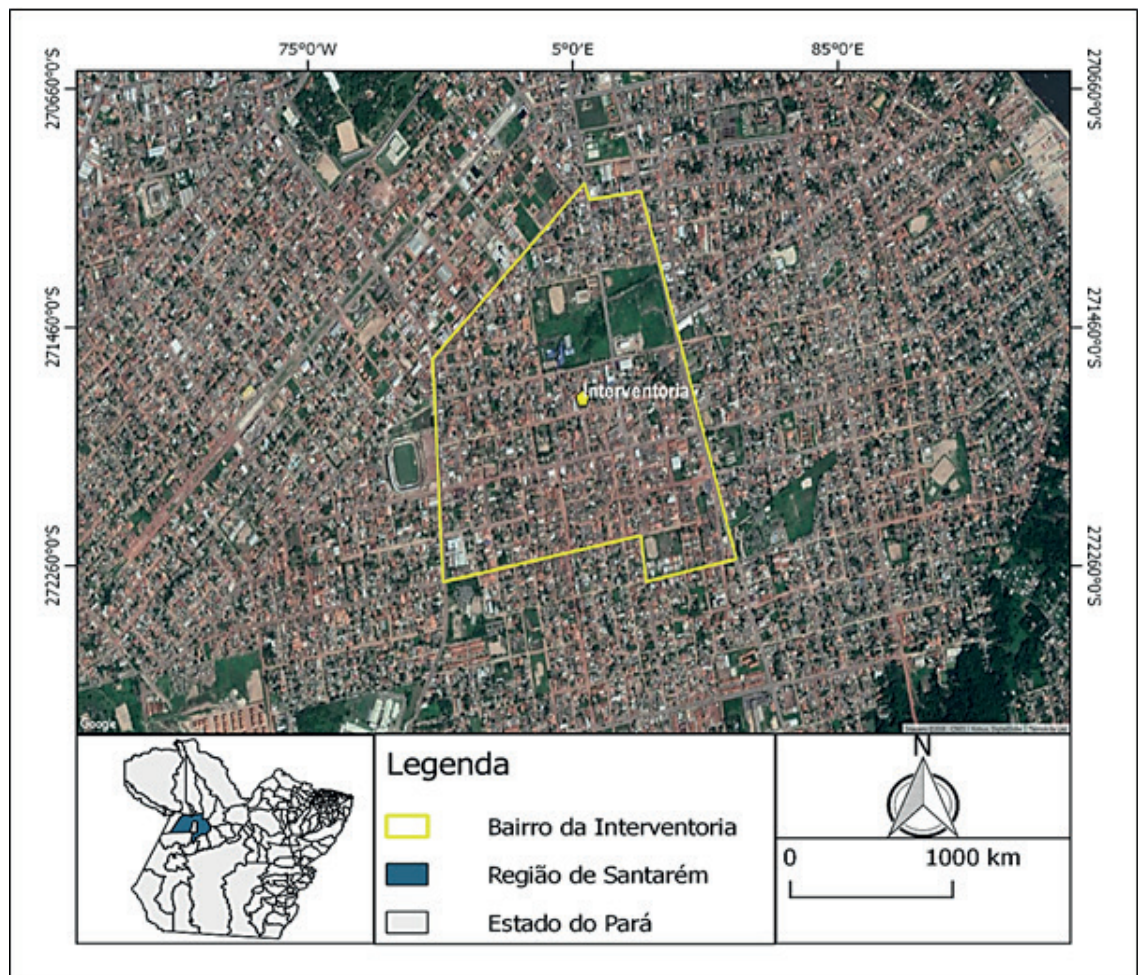 75°0'W 5°0'E 85°0'E
270660°0'S 270660°0'S
271460°0'S 271460°0'S
Interventoria
272260°0'S 272260°0'S
Google
Legenda
Bairro da Interventoria
Região de Santarém
Estado do Pará
N
0 1000 km